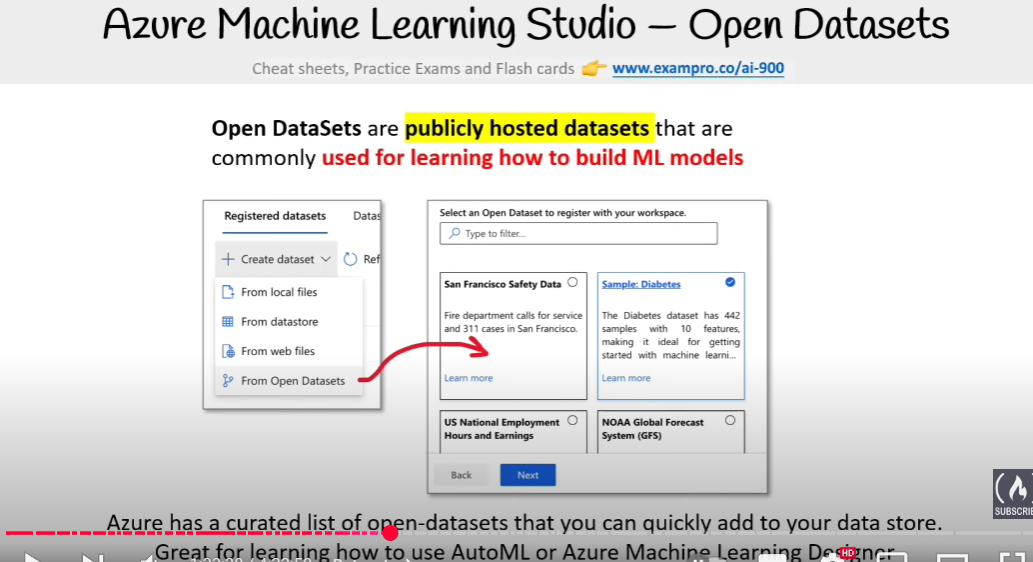 Azure Machine Learning Studio – Open Datasets
Cheat sheets, Practice Exams and Flash cards 👉 www.exampro.co/ai-900
Open DataSets are publicly hosted datasets that are
commonly used for learning how to build ML models
Registered datasets Datas
Create dataset Ref
From local files
From datastore
From web files
From Open Datasets
Select an Open Dataset to register with your workspace.
Type to filter...
San Francisco Safety Data
Fire department calls for service
and 311 cases in San Francisco.
Learn more
Sample: Diabetes
The Diabetes dataset has 442
samples with 10 features,
making it ideal for getting
started with machine learni...
Learn more
US National Employment
Hours and Earnings
NOAA Global Forecast
System (GFS)
Back Next
SUBSCRIBE
Azure has a curated list of open-datasets that you can quickly add to your data store.
Great for learning how to use AutoML or Azure Machine Learning Designer
HD